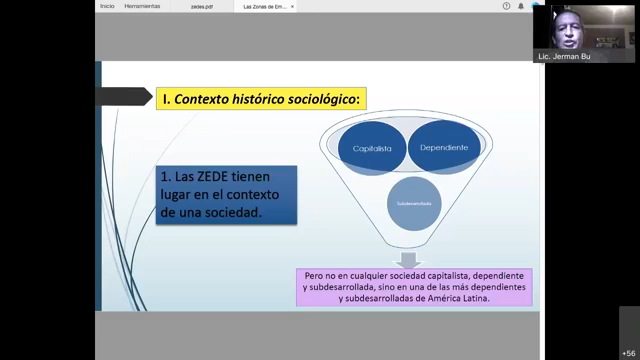 Inicio
Herramientas
zedes.pdf
Las Zonas de Em...
×
Lic. Jerman Bu
I. Contexto histórico sociológico:
Capitalista
Dependiente
Subdesarrollada
1. Las ZEDE tienen
lugar en el contexto
de una sociedad.
Pero no en cualquier sociedad capitalista, dependiente
y subdesarrollada, sino en una de las más dependientes
y subdesarrolladas de América Latina.
+56